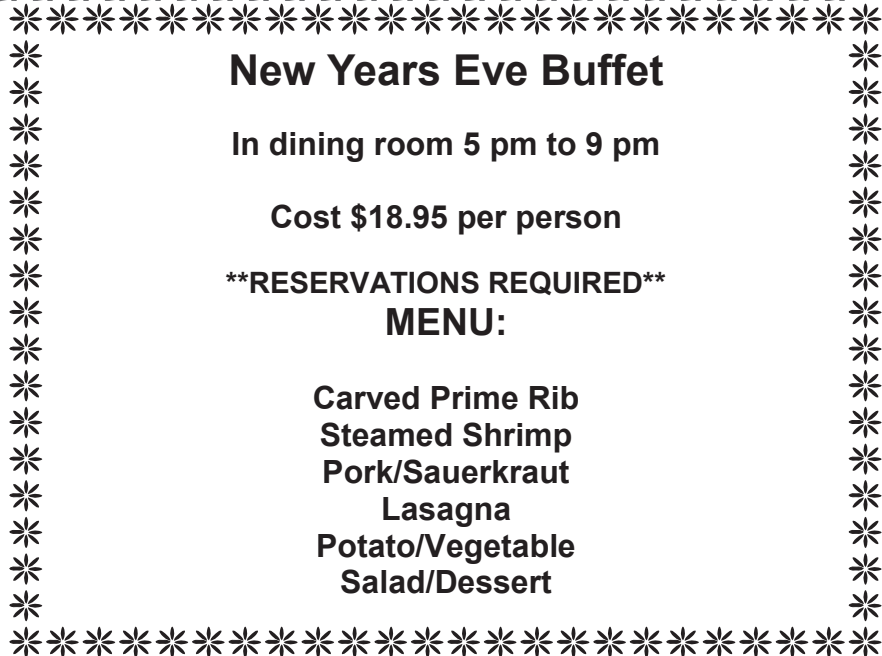 New Years Eve Buffet
In dining room 5 pm to 9 pm
Cost $18.95 per person
**RESERVATIONS REQUIRED**
MENU:
Carved Prime Rib
Steamed Shrimp
Pork/Sauerkraut
Lasagna
Potato/Vegetable
Salad/Dessert